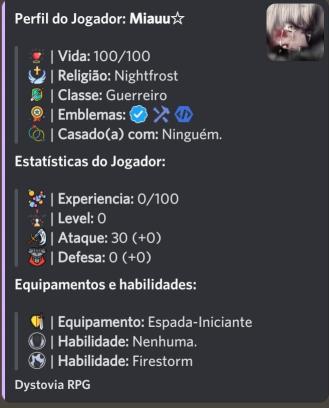 Perfil do Jogador: Miauu☆
| Vida: 100/100
| Religião: Nightfrost
| Classe: Guerreiro
| Emblemas:
| Casado(a) com: Ninguém.
Estatísticas do Jogador:
| Experiencia: 0/100
| Level: 0
| Ataque: 30 (+0)
| Defesa: 0 (+0)
Equipamentos e habilidades:
| Equipamento: Espada-Iniciante
| Habilidade: Nenhuma.
| Habilidade: Firestorm
Dystovia RPG